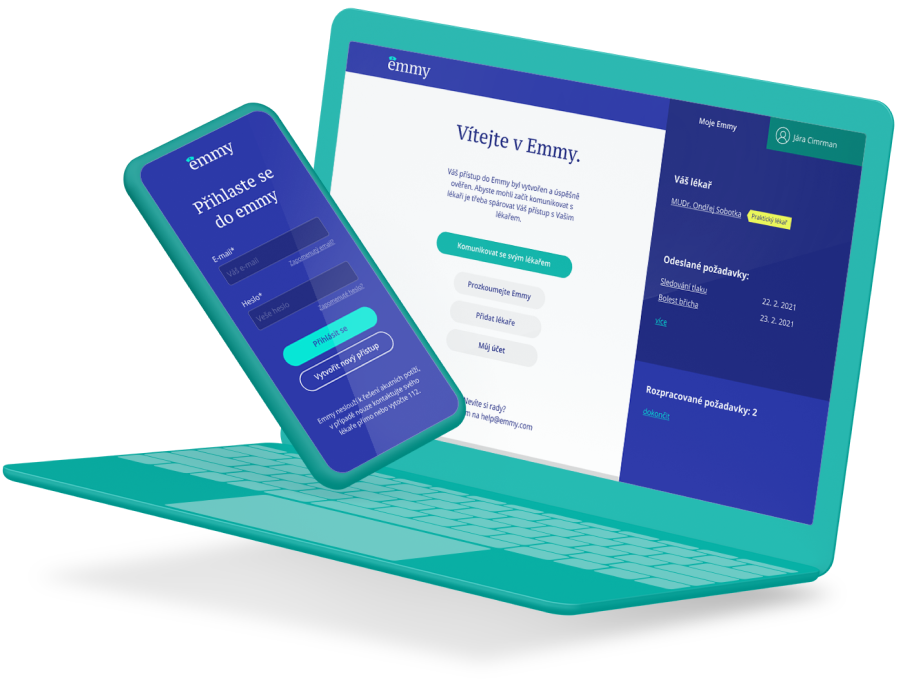 emmy
Přihlaste se
do emmy
E-mail*
Váš e-mail
Zapomenutý email?
Heslo*
Vaše heslo
Zapomenuté heslo?
Přihlásit se
Vytvořit nový přístup
Emmy neslouží k řešení akutních potíží,
v případě nouze kontaktujte svého
lékaře přímo nebo vytočte 112.
emmy
Vítejte v Emmy.
Váš přístup do Emmy byl vytvořen a úspěšně
ověřen. Abyste mohli začít komunikovat s
lékaři je třeba spárovat Váš přístup s Vašim
lékařem.
Komunikovat se svým lékařem
Prozkoumejte Emmy
Přidat lékaře
Můj účet
Nevíte si rady?
na help@emmy.com
Moje Emmy
Jára Cimrman
Váš lékař
MUDr. Ondřej Sobotka
Praktický lékař
Odeslané požadavky:
Sledování tlaku 22. 2. 2021
Bolest břicha 23. 2. 2021
více
Rozpracované požadavky: 2
dokončit